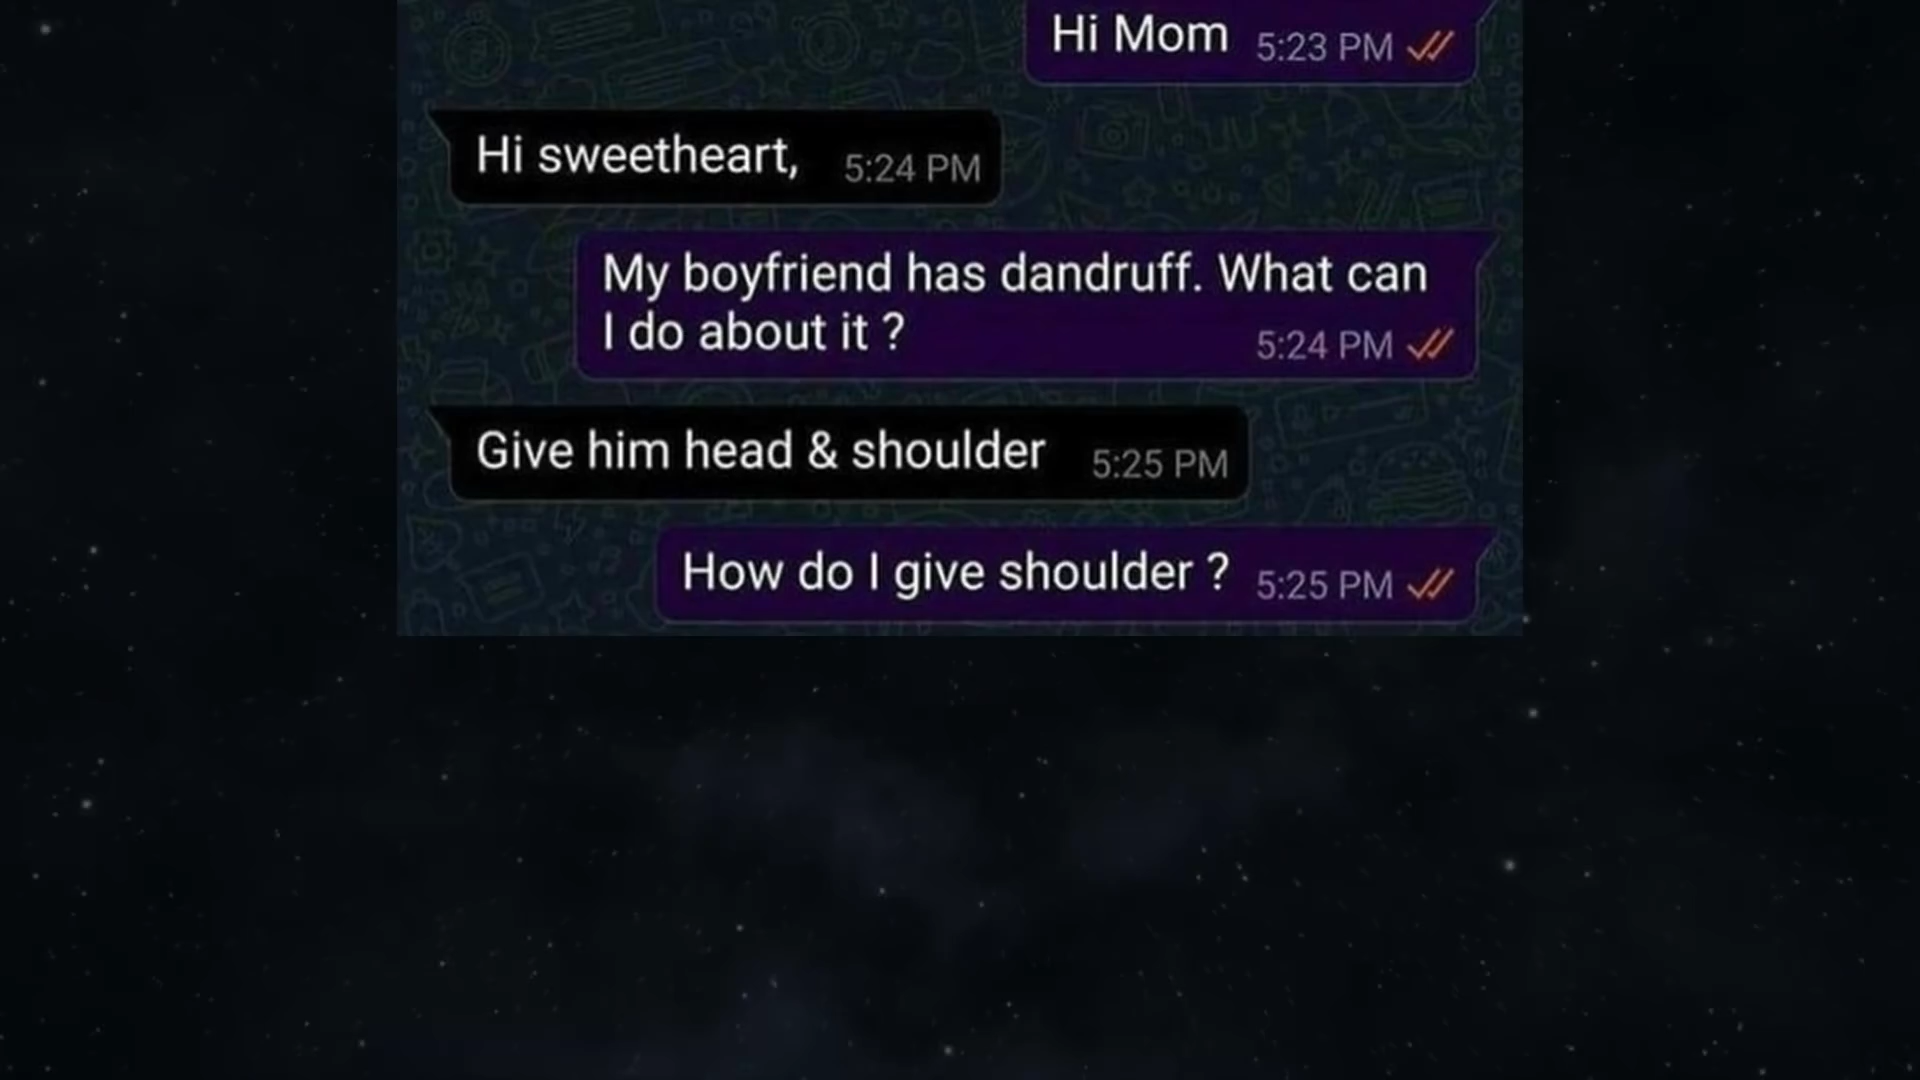 Hi Mom 5:23 PM
Hi sweetheart, 5:24 PM
My boyfriend has dandruff. What can
I do about it ? 5:24 PM
Give him head & shoulder 5:25 PM
How do I give shoulder ? 5:25 PM